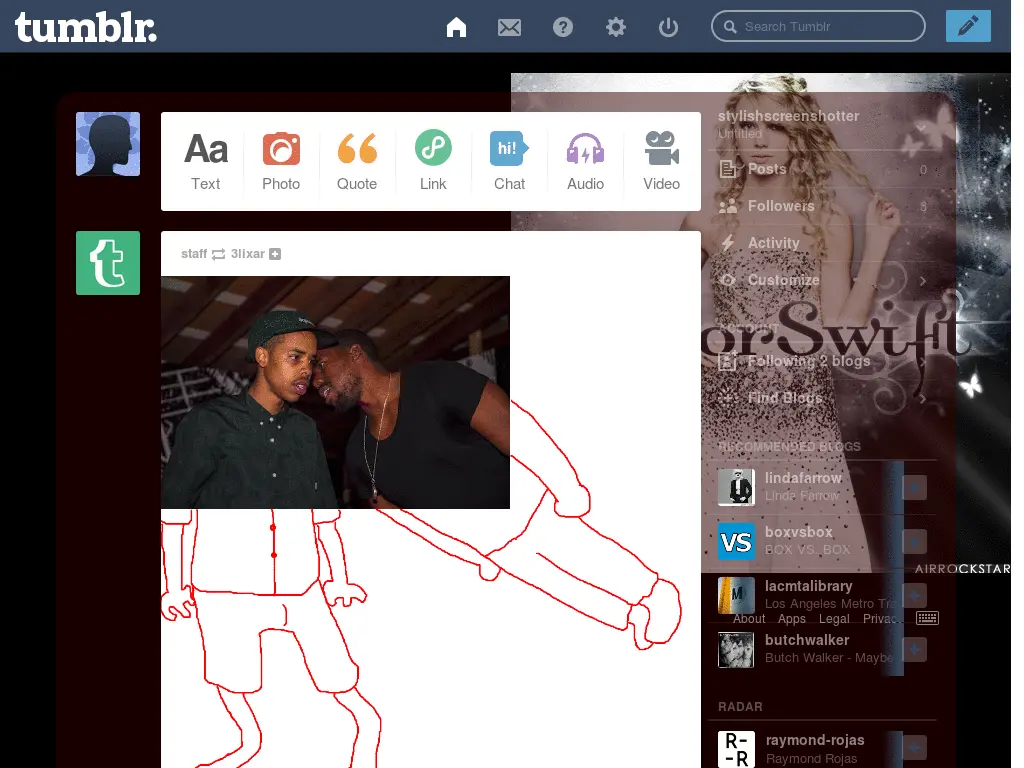 tumblr.
Search Tumblr
stylishscreenshotter
Untitled
Aa
hi!
Text
Photo
Quote
Link
Chat
Audio
Video
Posts 0
Followers 3
Activity
Customize
staff 3lixar
t
orSwift
ACCOUNT
Following 2 blogs
Find Blogs
RECOMMENDED BLOGS
lindafarrow
Linda Farrow
VS
boxvsbox
BOX VS. BOX
AIRROCKSTAR
M
lacmtalibrary
Los Angeles Metro Tra
About Apps Legal Privac
butchwalker
Butch Walker - Maybe
RADAR
R-
-R
raymond-rojas
Raymond Rojas